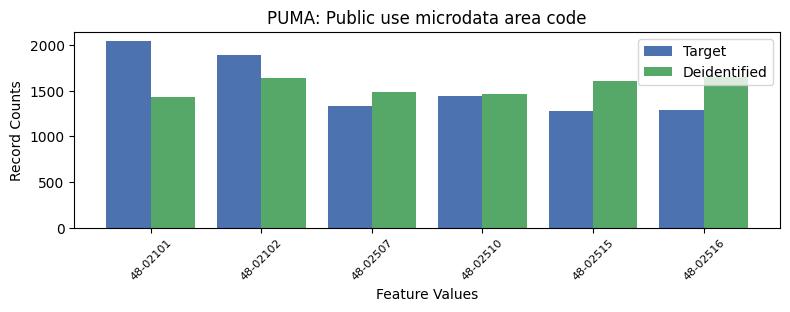 PUMA: Public use microdata area code
Target
Deidentified
Record Counts
2000
1500
1000
500
0
48-02101
48-02102
48-02507
48-02510
48-02515
48-02516
Feature Values